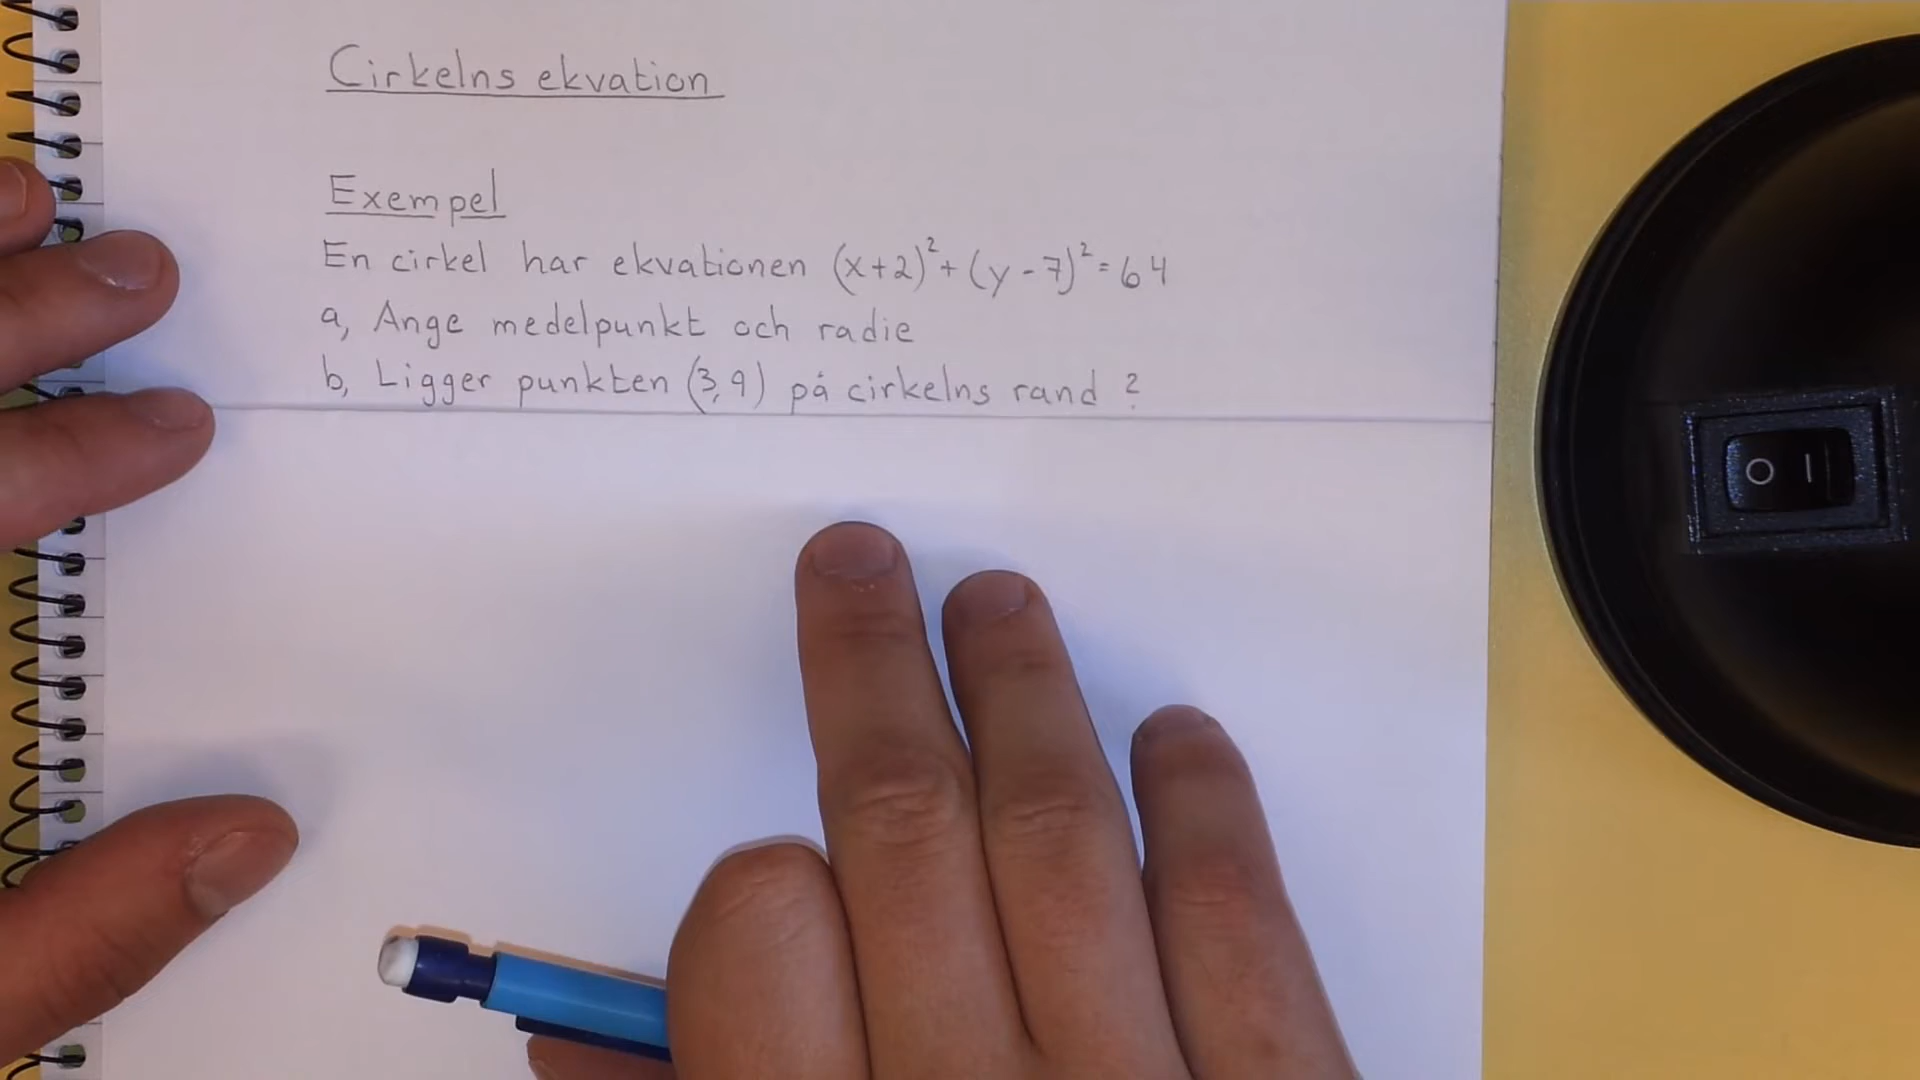 Cirkelns ekvation
Exempel
En cirkel har ekvationen (x+2)²+(y-7)²=64
a, Ange medelpunkt och radie
b, Ligger punkten (3,9) på cirkelns rand ?
O I